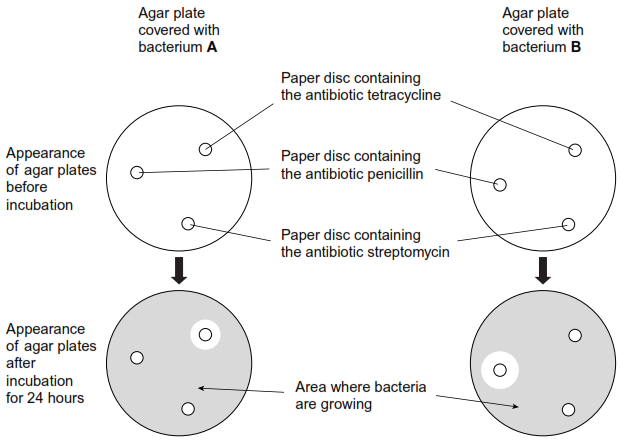 Agar plate
covered with
bacterium A
Agar plate
covered with
bacterium B
Paper disc containing
the antibiotic tetracycline
Appearance
of agar plates
before
incubation
Paper disc containing
the antibiotic penicillin
Paper disc containing
the antibiotic streptomycin
Appearance
of agar plates
after
incubation
for 24 hours
Area where bacteria
are growing